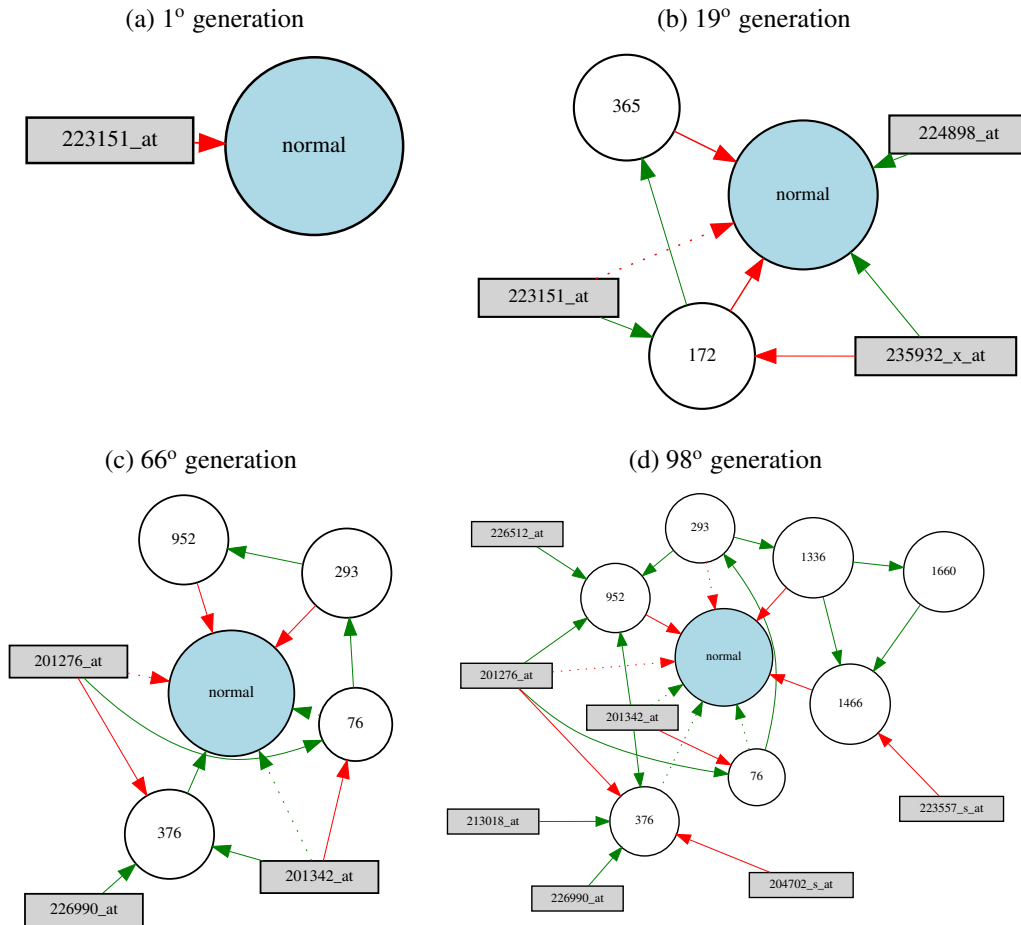 (a) 1º generation
223151_at
normal
(b) 19º generation
365
224898_at
normal
223151_at
172
235932_x_at
(c) 66º generation
952
293
201276_at
normal
76
376
201342_at
226990_at
(d) 98º generation
293
226512_at
1336
1660
952
normal
201276_at
1466
201342_at
76
223557_s_at
213018_at
376
204702_s_at
226990_at